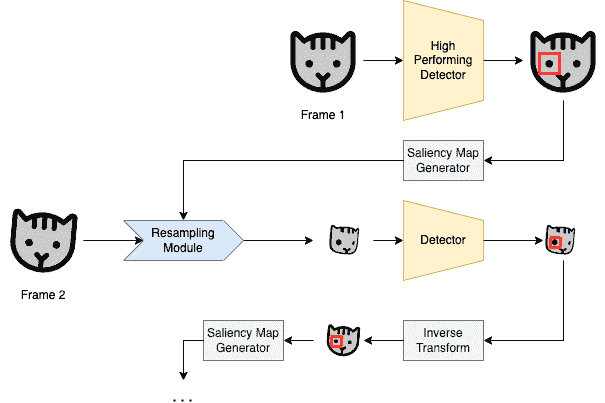 High
Performing
Detector
Frame 1
Saliency Map
Generator
Resampling
Module
Detector
Frame 2
Saliency Map
Generator
Inverse
Transform
...